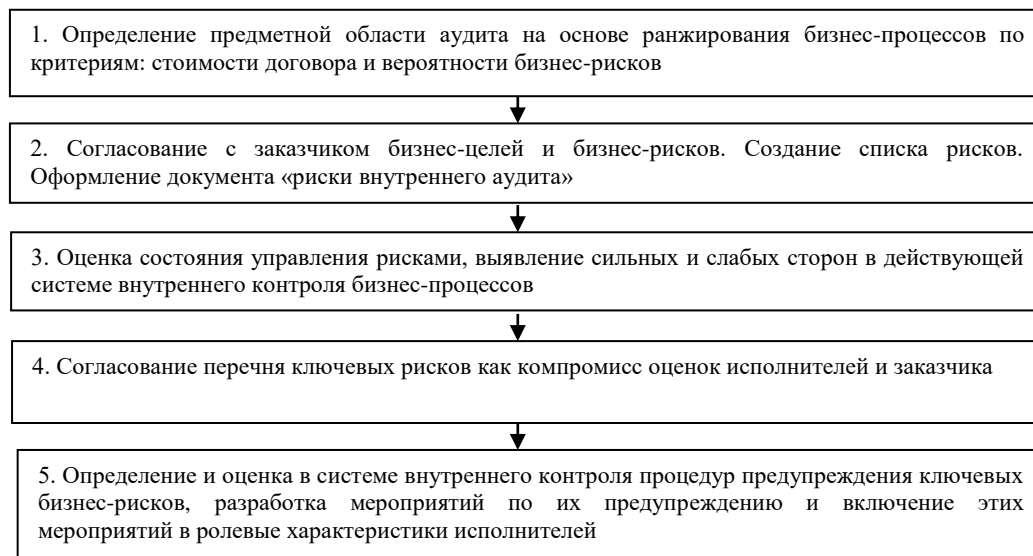 1. Определение предметной области аудита на основе ранжирования бизнес-процессов по
критериям: стоимости договора и вероятности бизнес-рисков
2. Согласование с заказчиком бизнес-целей и бизнес-рисков. Создание списка рисков.
Оформление документа «риски внутреннего аудита»
3. Оценка состояния управления рисками, выявление сильных и слабых сторон в действующей
системе внутреннего контроля бизнес-процессов
4. Согласование перечня ключевых рисков как компромисс оценок исполнителей и заказчика
5. Определение и оценка в системе внутреннего контроля процедур предупреждения ключевых
бизнес-рисков, разработка мероприятий по их предупреждению и включение этих
мероприятий в ролевые характеристики исполнителей